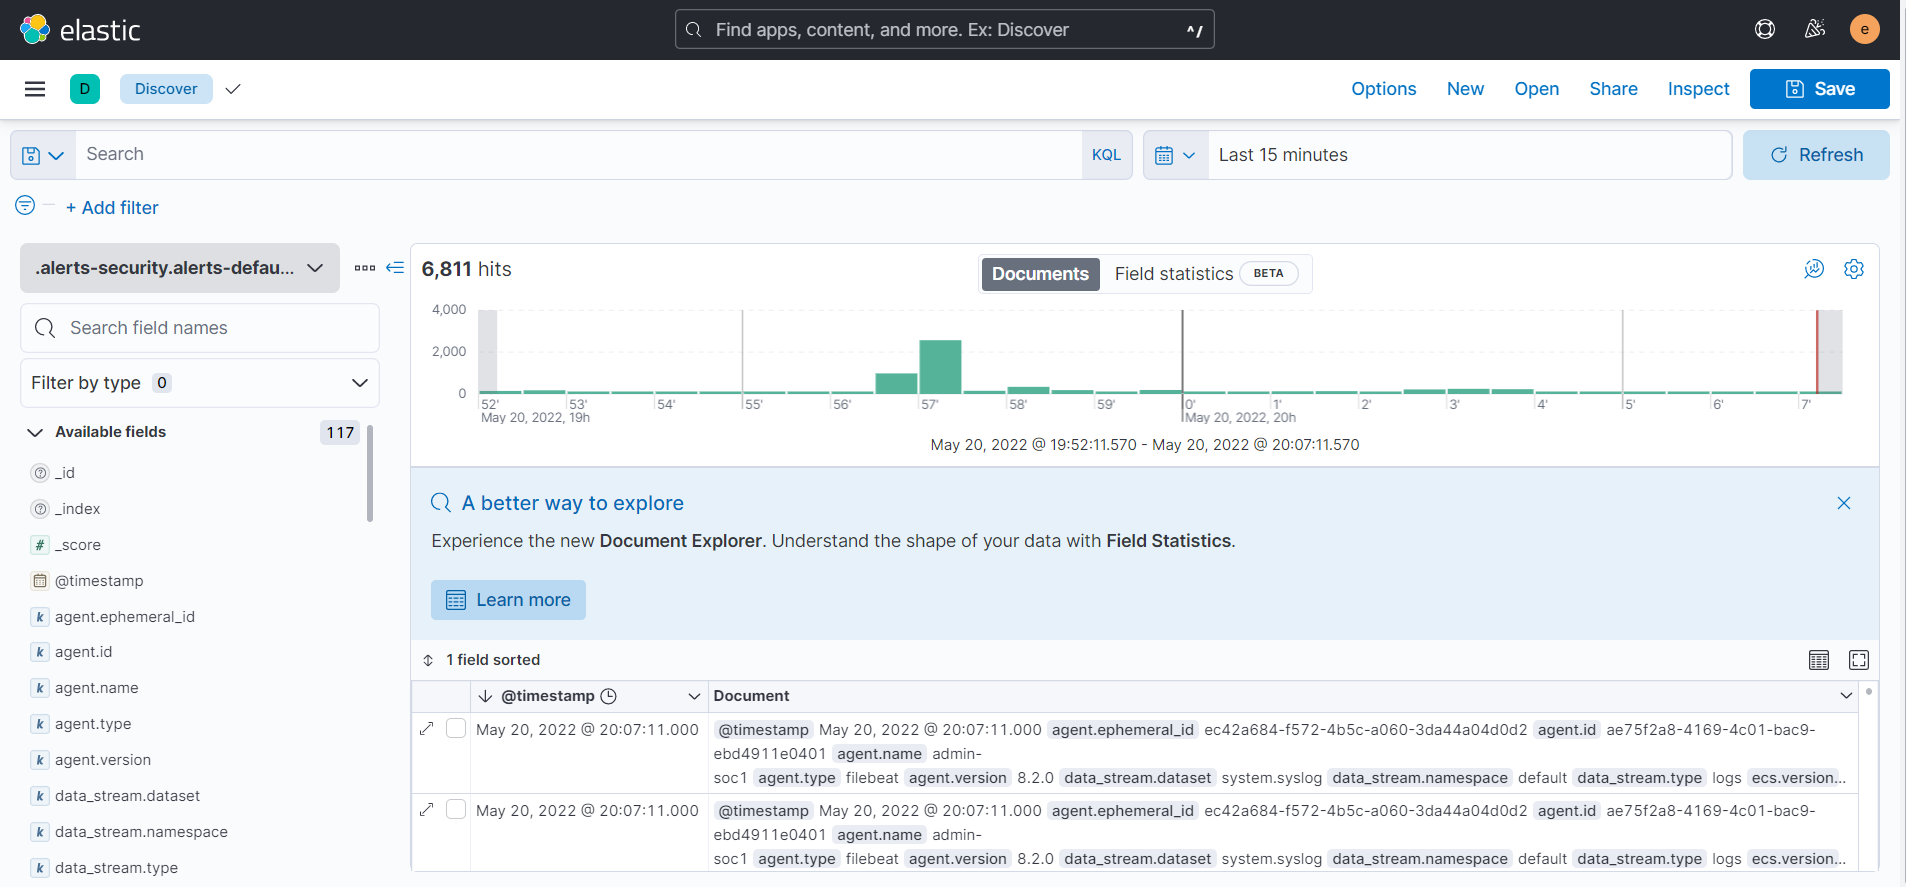 elastic
Find apps, content, and more. Ex: Discover
^/
e
D
Discover
Options
New
Open
Share
Inspect
Save
Search
KQL
Last 15 minutes
Refresh
+ Add filter
.alerts-security.alerts-defau...
Search field names
Filter by type 0
Available fields 117
_id
_index
# _score
@timestamp
k agent.ephemeral_id
k agent.id
k agent.name
k agent.type
k agent.version
k data_stream.dataset
k data_stream.namespace
k data_stream.type
6,811 hits
Documents
Field statistics BETA
4,000
2,000
0
52' 53' 54' 55' 56' 57' 58' 59' 0' 1' 2' 3' 4' 5' 6' 7'
May 20, 2022, 19h May 20, 2022, 20h
May 20, 2022 @ 19:52:11.570 - May 20, 2022 @ 20:07:11.570
A better way to explore
Experience the new Document Explorer. Understand the shape of your data with Field Statistics.
Learn more
1 field sorted
@timestamp Document
May 20, 2022 @ 20:07:11.000 @timestamp May 20, 2022 @ 20:07:11.000 agent.ephemeral_id ec42a684-f572-4b5c-a060-3da44a04d0d2 agent.id ae75f2a8-4169-4c01-bac9-
ebd4911e0401 agent.name admin-
soc1 agent.type filebeat agent.version 8.2.0 data_stream.dataset system.syslog data_stream.namespace default data_stream.type logs ecs.version...
May 20, 2022 @ 20:07:11.000 @timestamp May 20, 2022 @ 20:07:11.000 agent.ephemeral_id ec42a684-f572-4b5c-a060-3da44a04d0d2 agent.id ae75f2a8-4169-4c01-bac9-
ebd4911e0401 agent.name admin-
soc1 agent.type filebeat agent.version 8.2.0 data_stream.dataset system.syslog data_stream.namespace default data_stream.type logs ecs.version...